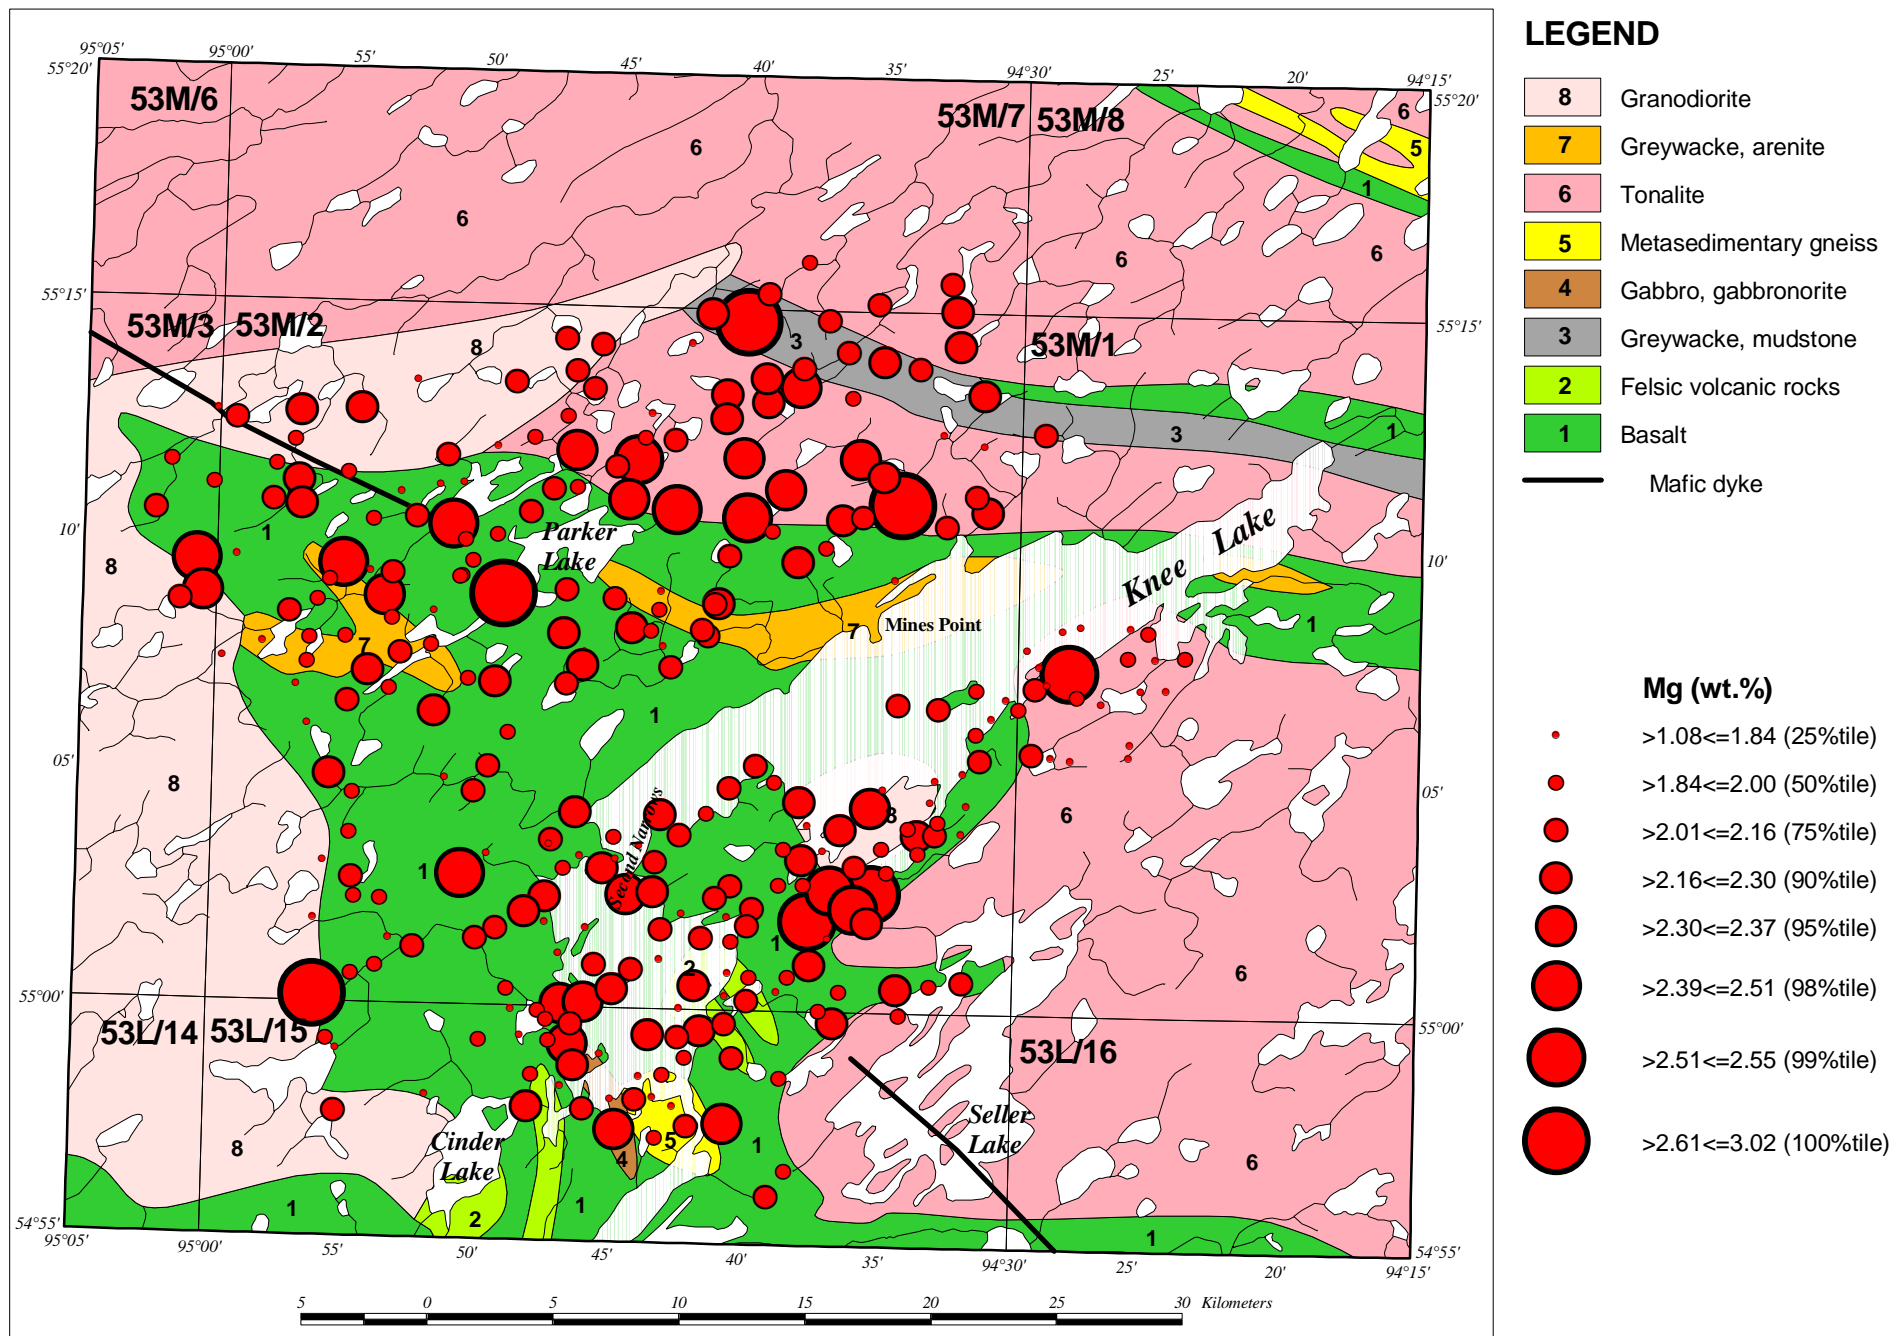 LEGEND
8 Granodiorite
7 Greywacke, arenite
6 Tonalite
5 Metasedimentary gneiss
4 Gabbro, gabbronorite
3 Greywacke, mudstone
2 Felsic volcanic rocks
1 Basalt
Mafic dyke
Mg (wt.%)
>1.08<=1.84 (25%tile)
>1.84<=2.00 (50%tile)
>2.01<=2.16 (75%tile)
>2.16<=2.30 (90%tile)
>2.30<=2.37 (95%tile)
>2.39<=2.51 (98%tile)
>2.51<=2.55 (99%tile)
>2.61<=3.02 (100%tile)
95°05' 95°00' 55' 50' 45' 40' 35' 94°30' 25' 20' 94°15'
55°20' 55°20'
53M/6 53M/7 53M/8
6 6 6 5 1
6 6 6
55°15' 55°15'
53M/3 53M/2 53M/1
8 3
3 1
10' 10'
1 Parker
Lake
Knee Lake
8
7 7 Mines Point 1
1
05' 05'
8 8 6
Second Narrows
1
1 2 6
55°00' 55°00'
53L/14 53L/15 53L/16
Seller
Lake
Cinder
Lake
8 5 4 1 6
1 2 1 1
54°55' 54°55'
95°05' 95°00' 55' 50' 45' 40' 35' 94°30' 25' 20' 94°15'
5 0 5 10 15 20 25 30 Kilometers